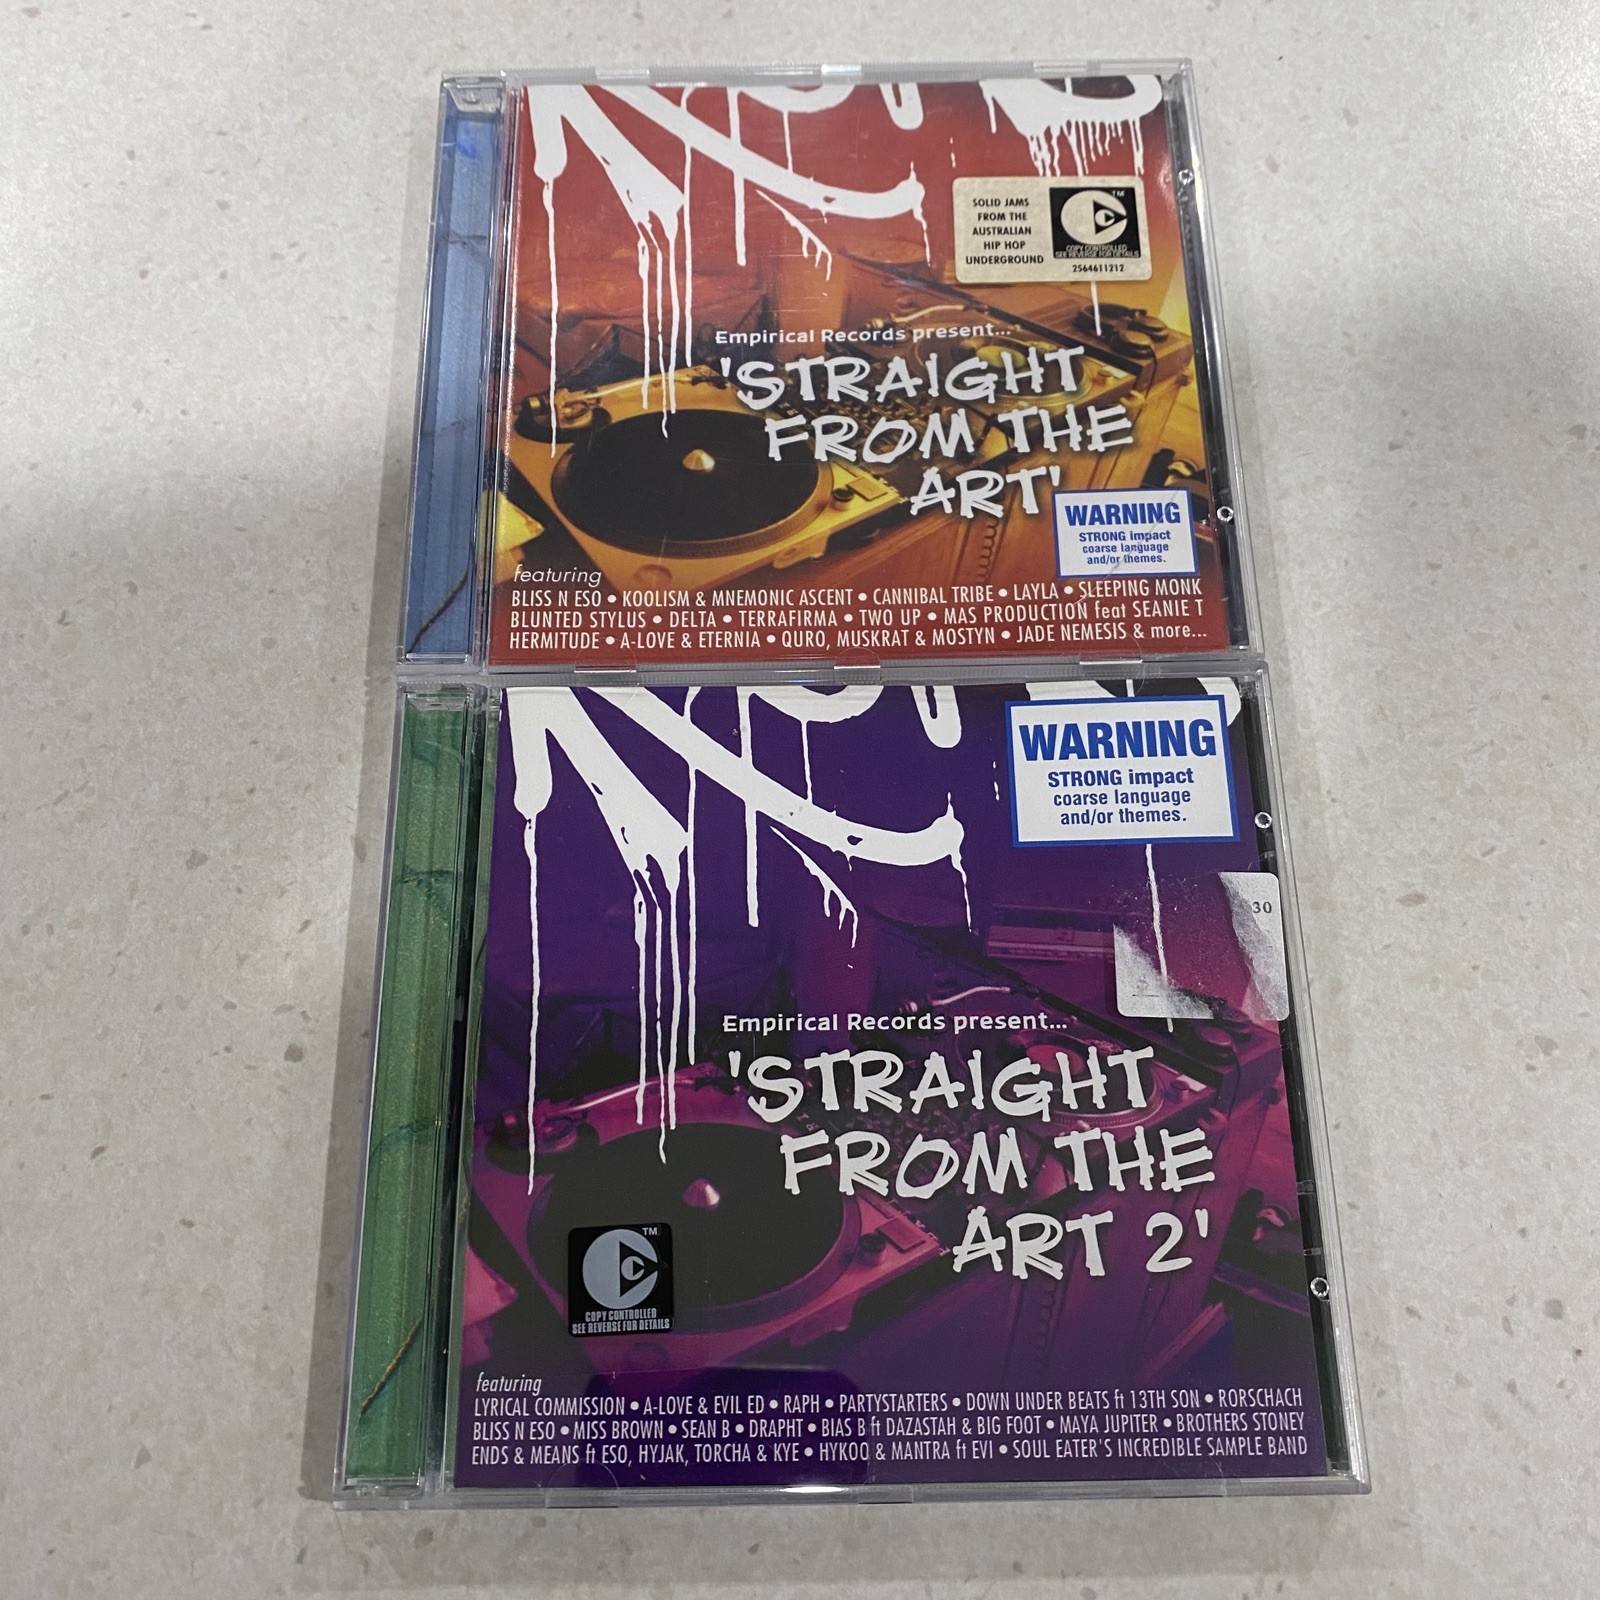 SOLID JAMS
FROM THE
AUSTRALIAN
HIP HOP
UNDERGROUND
TM
COPY CONTROLLED
SEE REVERSE FOR DETAILS
2564611212
Empirical Records present...
'STRAIGHT
FROM THE
ART'
WARNING
STRONG impact
coarse language
and/or themes.
featuring
BLISS N ESO • KOOLISM & MNEMONIC ASCENT • CANNIBAL TRIBE • LAYLA • SLEEPING MONK
BLUNTED STYLUS • DELTA • TERRAFIRMA • TWO UP • MAS PRODUCTION feat SEANIE T
HERMITUDE • A-LOVE & ETERNIA • QURO, MUSKRAT & MOSTYN • JADE NEMESIS & more...
WARNING
STRONG impact
coarse language
and/or themes.
30
Empirical Records present...
'STRAIGHT
FROM THE
ART 2'
TM
COPY CONTROLLED
SEE REVERSE FOR DETAILS
featuring
LYRICAL COMMISSION • A-LOVE & EVIL ED • RAPH • PARTYSTARTERS • DOWN UNDER BEATS ft 13TH SON • RORSCHACH
BLISS N ESO • MISS BROWN • SEAN B • DRAPHT • BIAS B ft DAZASTAH & BIG FOOT • MAYA JUPITER • BROTHERS STONEY
ENDS & MEANS ft ESO, HYJAK, TORCHA & KYE • HYKOO & MANTRA ft EVI • SOUL EATER'S INCREDIBLE SAMPLE BAND